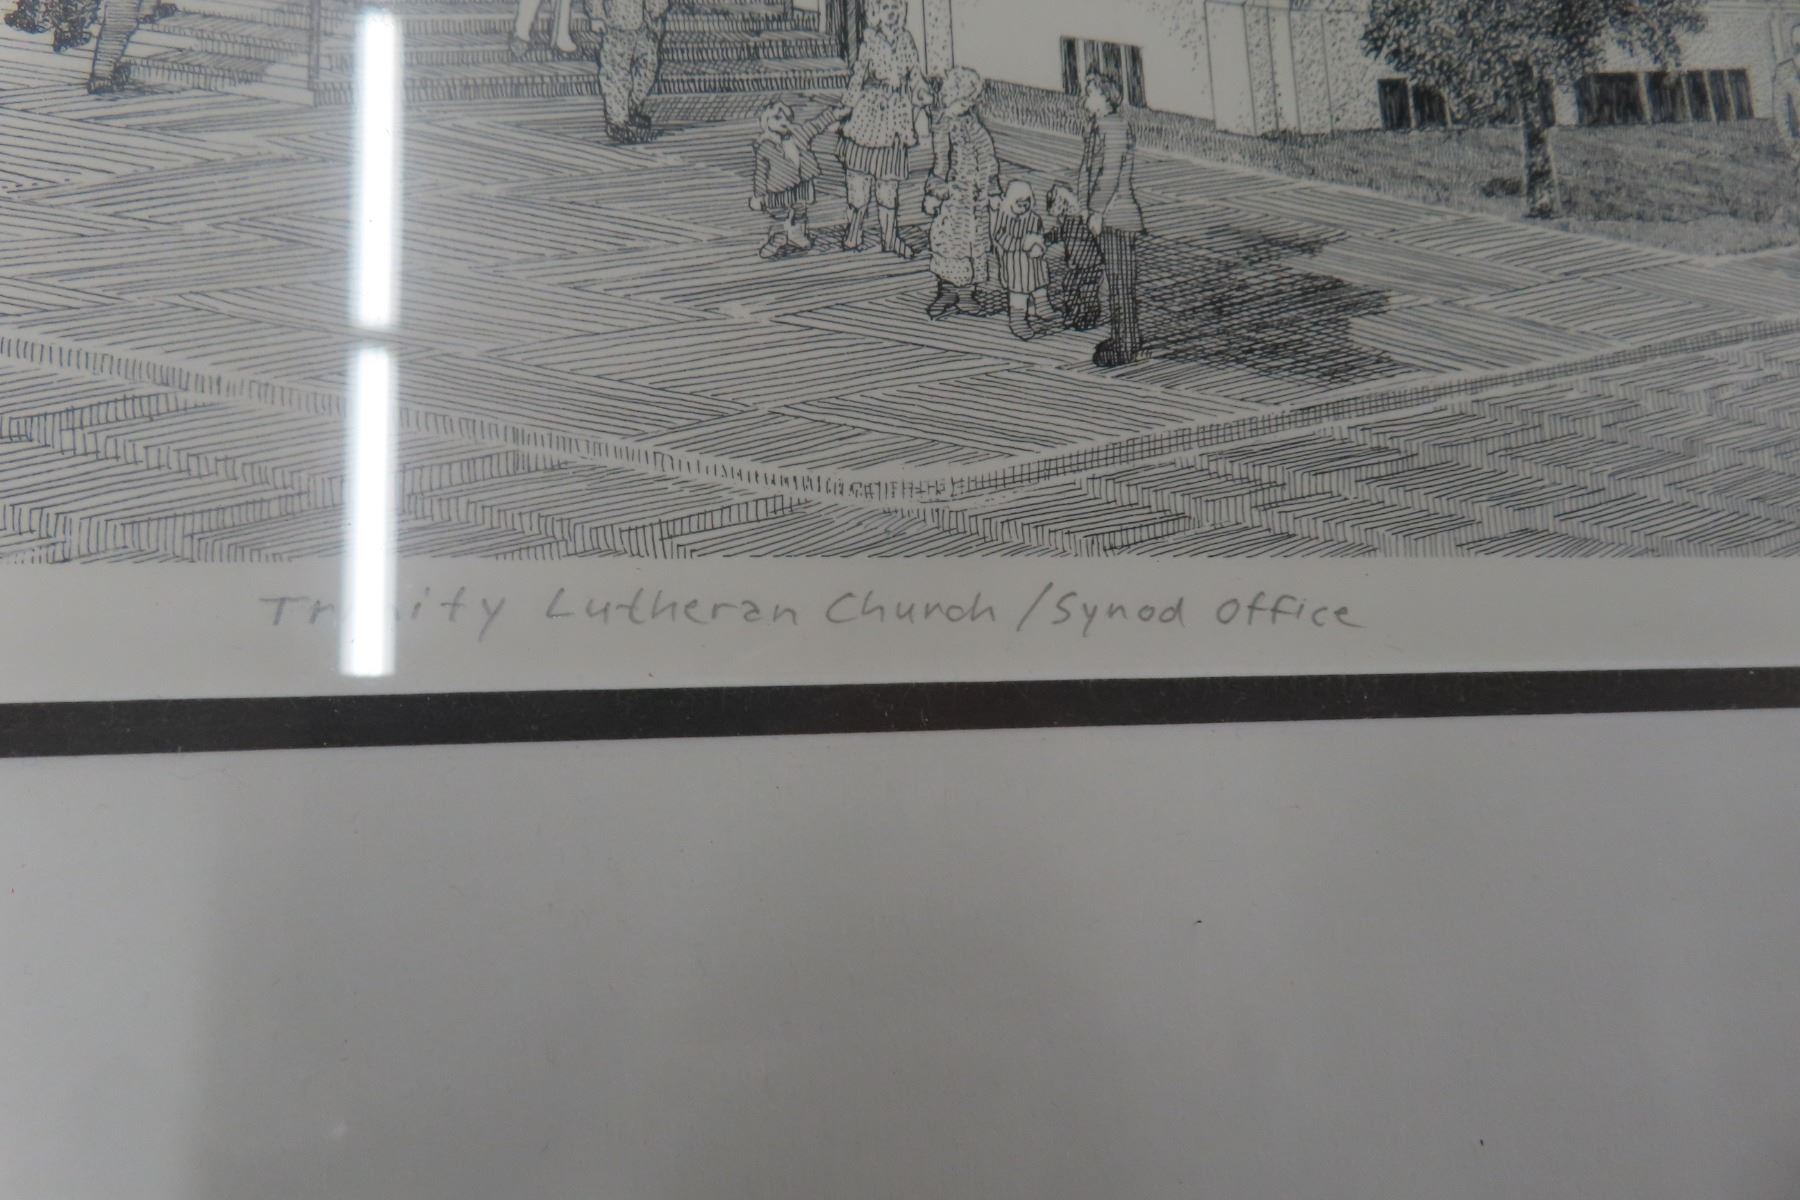 Trinity Lutheran Church / Synod Office